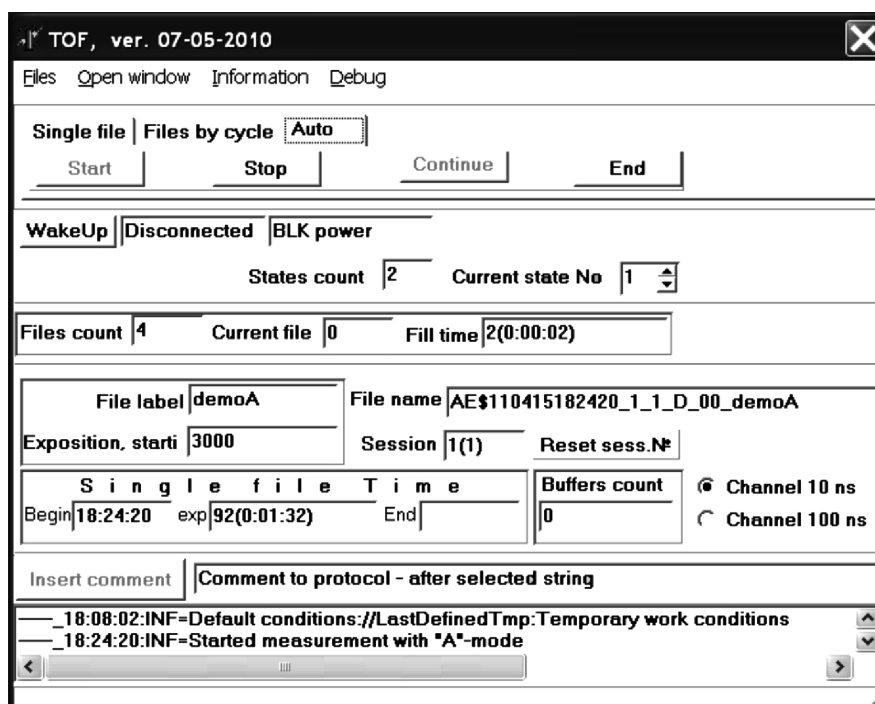 TOF, ver. 07-05-2010
Files Open window Information Debug
Single file Files by cycle Auto
Start Stop Continue End
WakeUp Disconnected BLK power
States count 2 Current state No 1
Files count 4 Current file 0 Fill time 2(0:00:02)
File label demoA File name AE$110415182420_1_1_D_00_demoA
Exposition, starti 3000 Session 1(1) Reset sess.№
Single file Time Buffers count Channel 10 ns
Begin 18:24:20 exp 92(0:01:32) End 0 Channel 100 ns
Insert comment Comment to protocol - after selected string
——_18:08:02:INF=Default conditions://LastDefinedTmp:Temporary work conditions
——_18:24:20:INF=Started measurement with "A"-mode